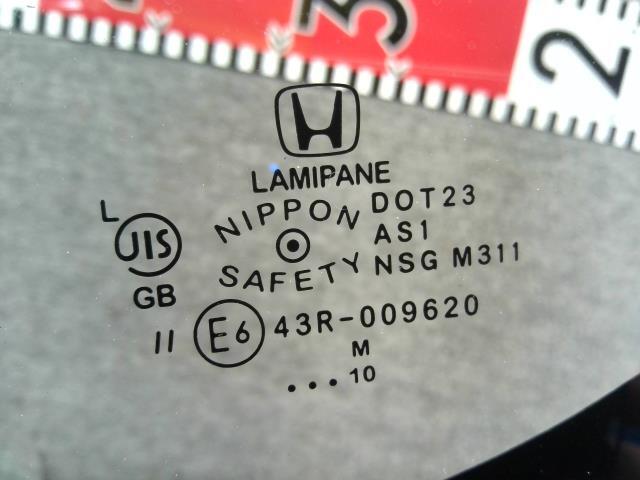 3
2
LAMIPANE
NIPPON DOT23
L
AS1
JIS
SAFETY NSG M311
GB
II E6 43R-009620
M
...10